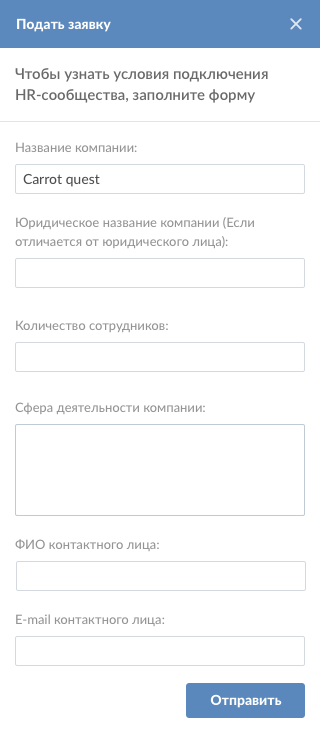 Подать заявку
Чтобы узнать условия подключения
HR-сообщества, заполните форму
Название компании:
Carrot quest
Юридическое название компании (Если
отличается от юридического лица):
Количество сотрудников:
Сфера деятельности компании:
ФИО контактного лица:
E-mail контактного лица:
Отправить